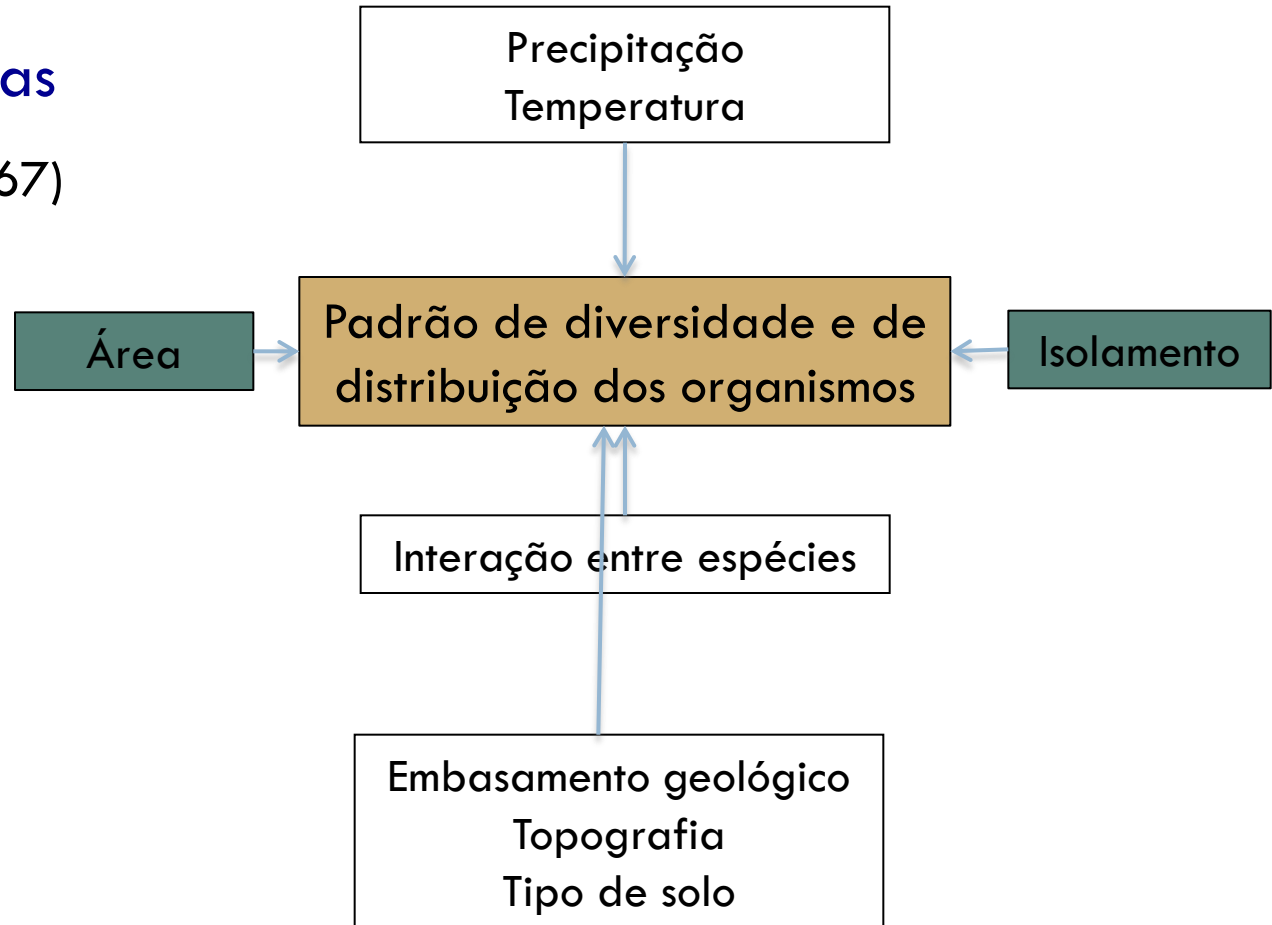 Precipitação
Temperatura
as
67)
Padrão de diversidade e de
distribuição dos organismos
Área
Isolamento
Interação entre espécies
Embasamento geológico
Topografia
Tipo de solo